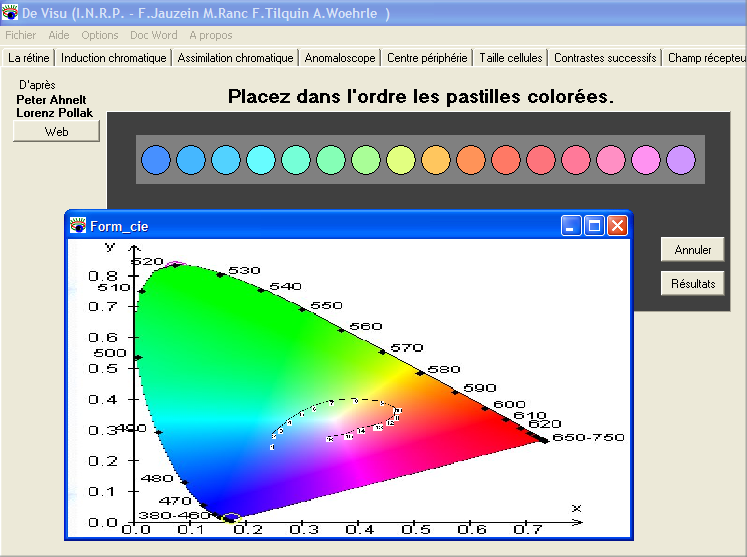 De Visu (I.N.R.P. - F.Jauzein M.Ranc F.Tilquin A.Woehrle )
Fichier Aide Options Doc Word A propos
La rétine Induction chromatique Assimilation chromatique Anomaloscope Centre périphérie Taille cellules Contrastes successifs Champ récepteu
D'après
Peter Ahnelt
Lorenz Pollak
Web
Placez dans l'ordre les pastilles colorées.
Annuler
Résultats
Form_cie
y
520
530
0.8
510
540
0.7
550
0.6
560
500
570
0.5
580
0.4
590
600
610
0.3
490
620
650-750
0.2
480
0.1
470
380-460
x
0.0
0.0 0.1 0.2 0.3 0.4 0.5 0.6 0.7